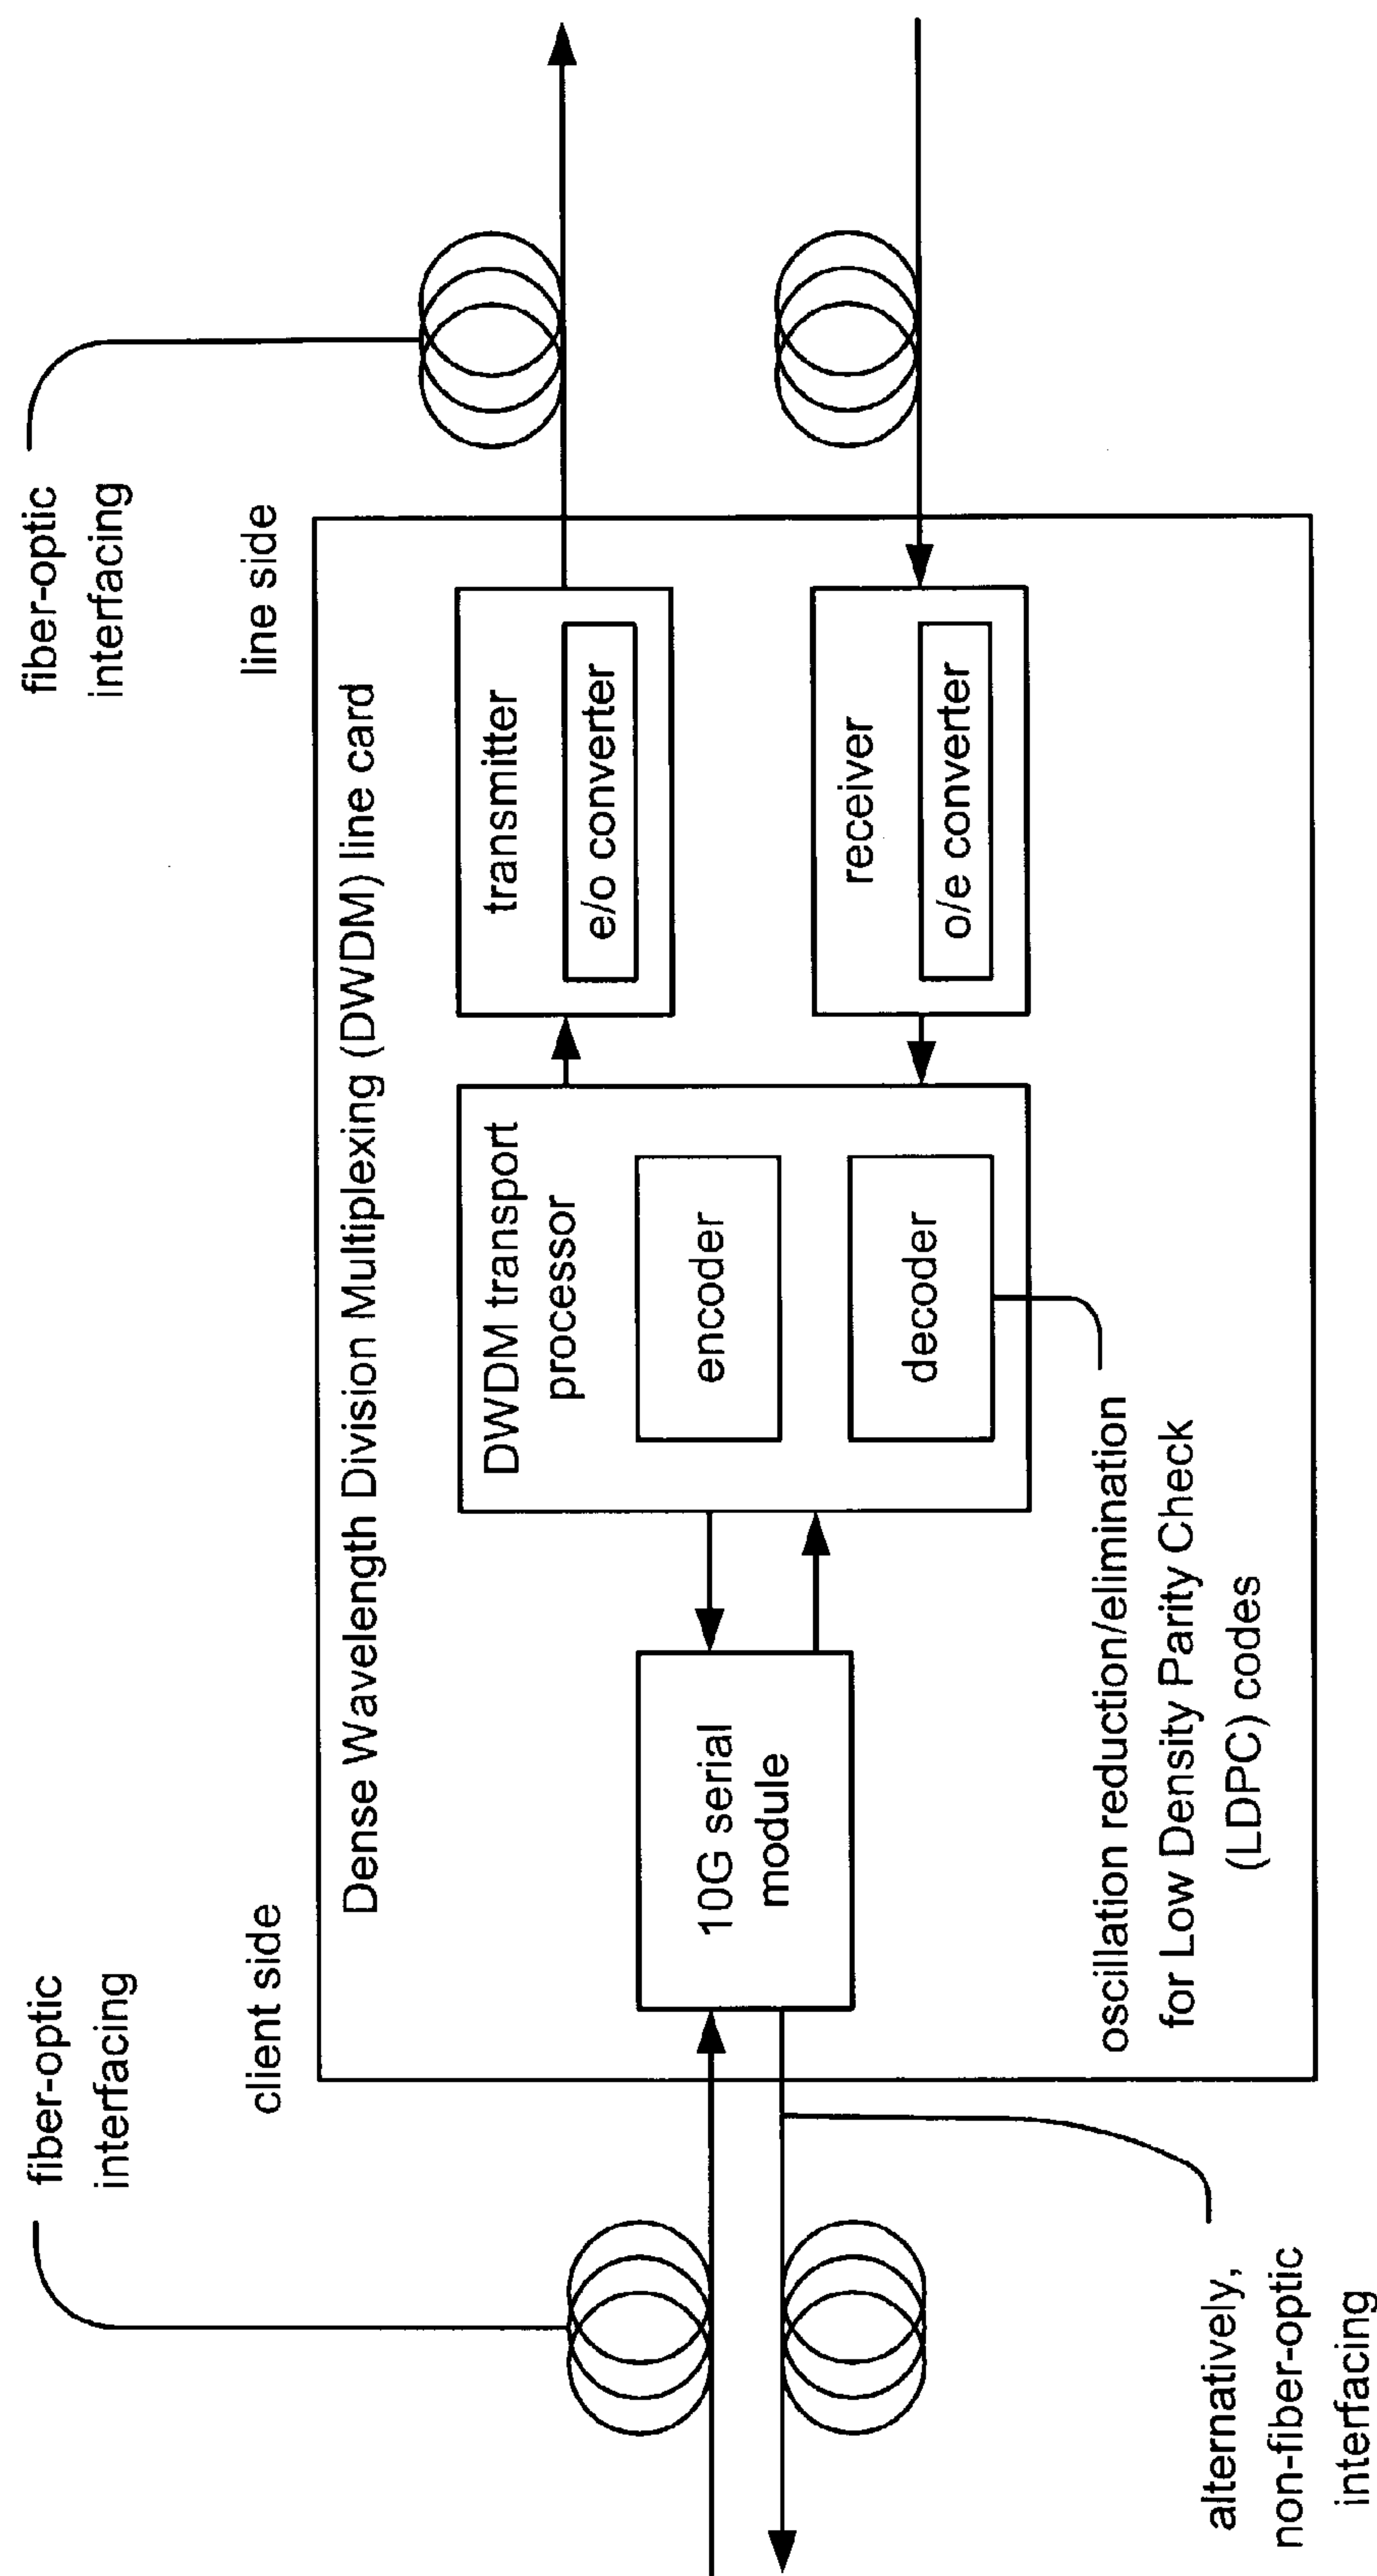 fiber-optic
interfacing
fiber-optic
interfacing
client side
line side
Dense Wavelength Division Multiplexing (DWDM) line card
10G serial
module
DWDM transport
processor
encoder
decoder
transmitter
e/o converter
receiver
o/e converter
oscillation reduction/elimination
for Low Density Parity Check
(LDPC) codes
alternatively,
non-fiber-optic
interfacing